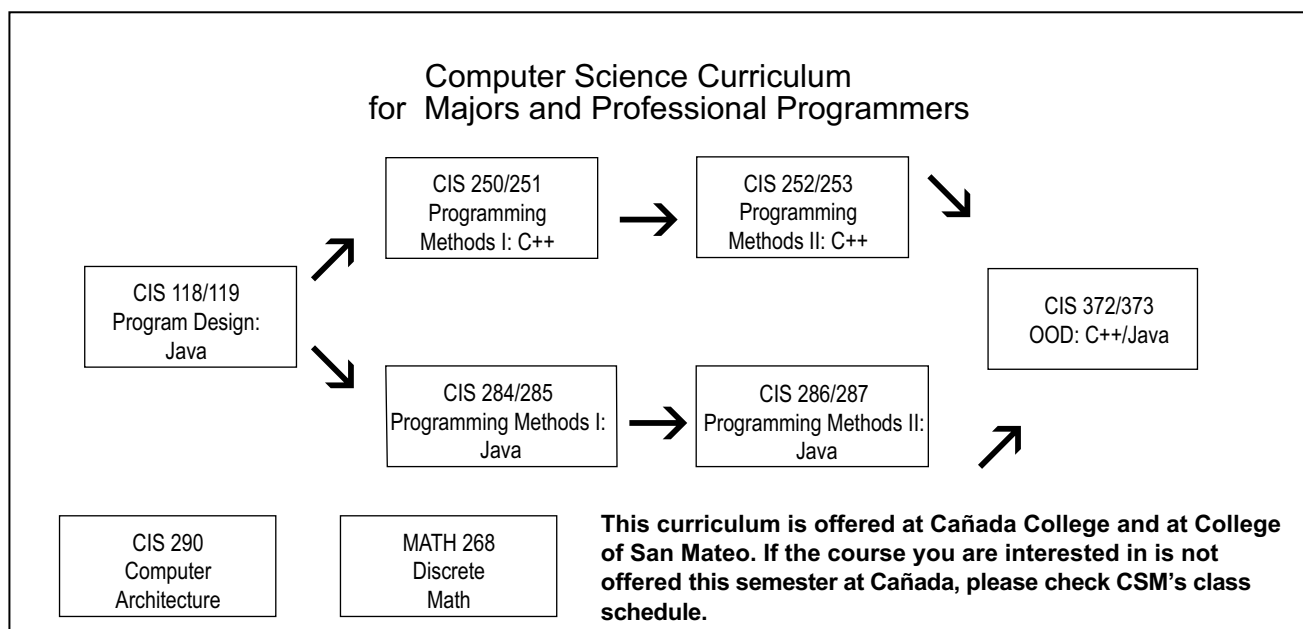 Computer Science Curriculum
for Majors and Professional Programmers
CIS 250/251
Programming
Methods I: C++
CIS 252/253
Programming
Methods II: C++
CIS 118/119
Program Design:
Java
CIS 372/373
OOD: C++/Java
CIS 284/285
Programming Methods I:
Java
CIS 286/287
Programming Methods II:
Java
CIS 290
Computer
Architecture
MATH 268
Discrete
Math
This curriculum is offered at Cañada College and at College
of San Mateo. If the course you are interested in is not
offered this semester at Cañada, please check CSM’s class
schedule.